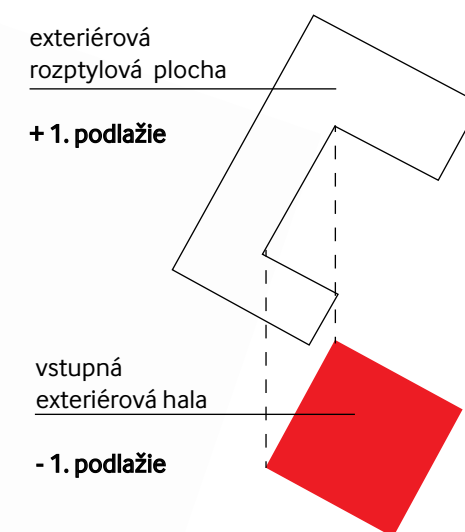 exteriérová
rozptylová plocha
+ 1. podlažie
vstupná
exteriérová hala
- 1. podlažie